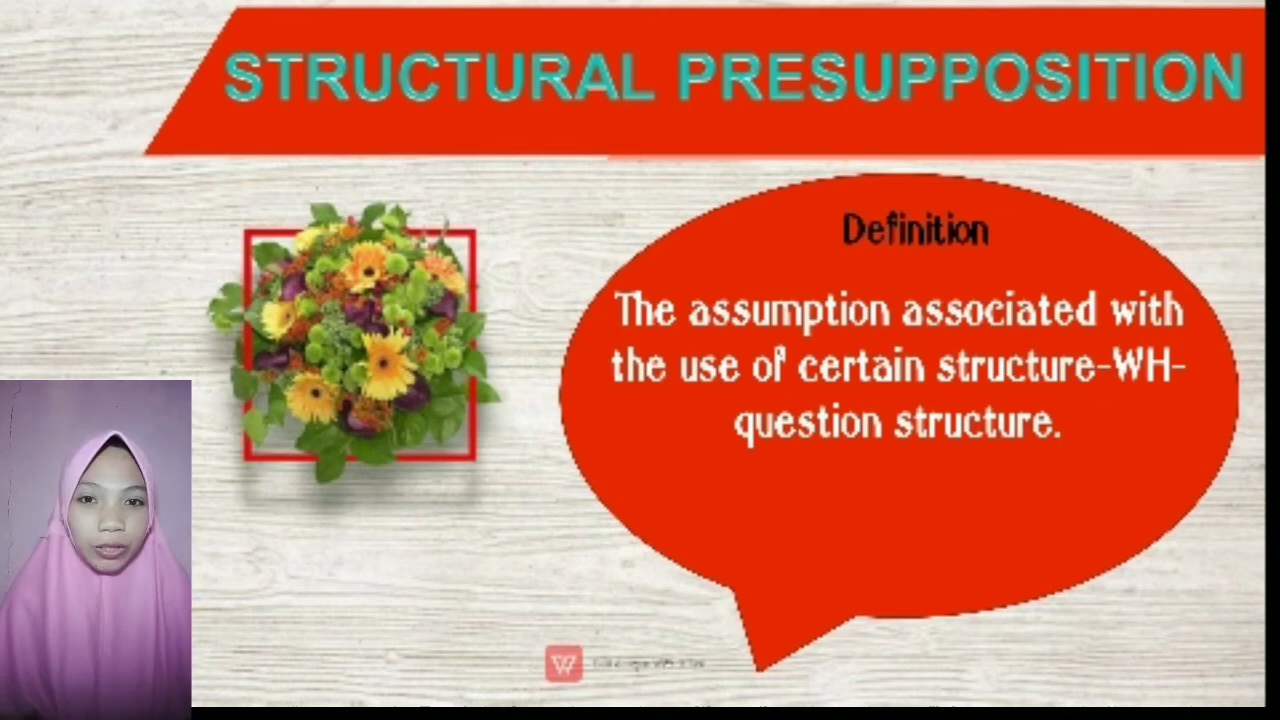 STRUCTURAL PRESUPPOSITION
Definition
The assumption associated with
the use of certain structure-WH-
question structure.